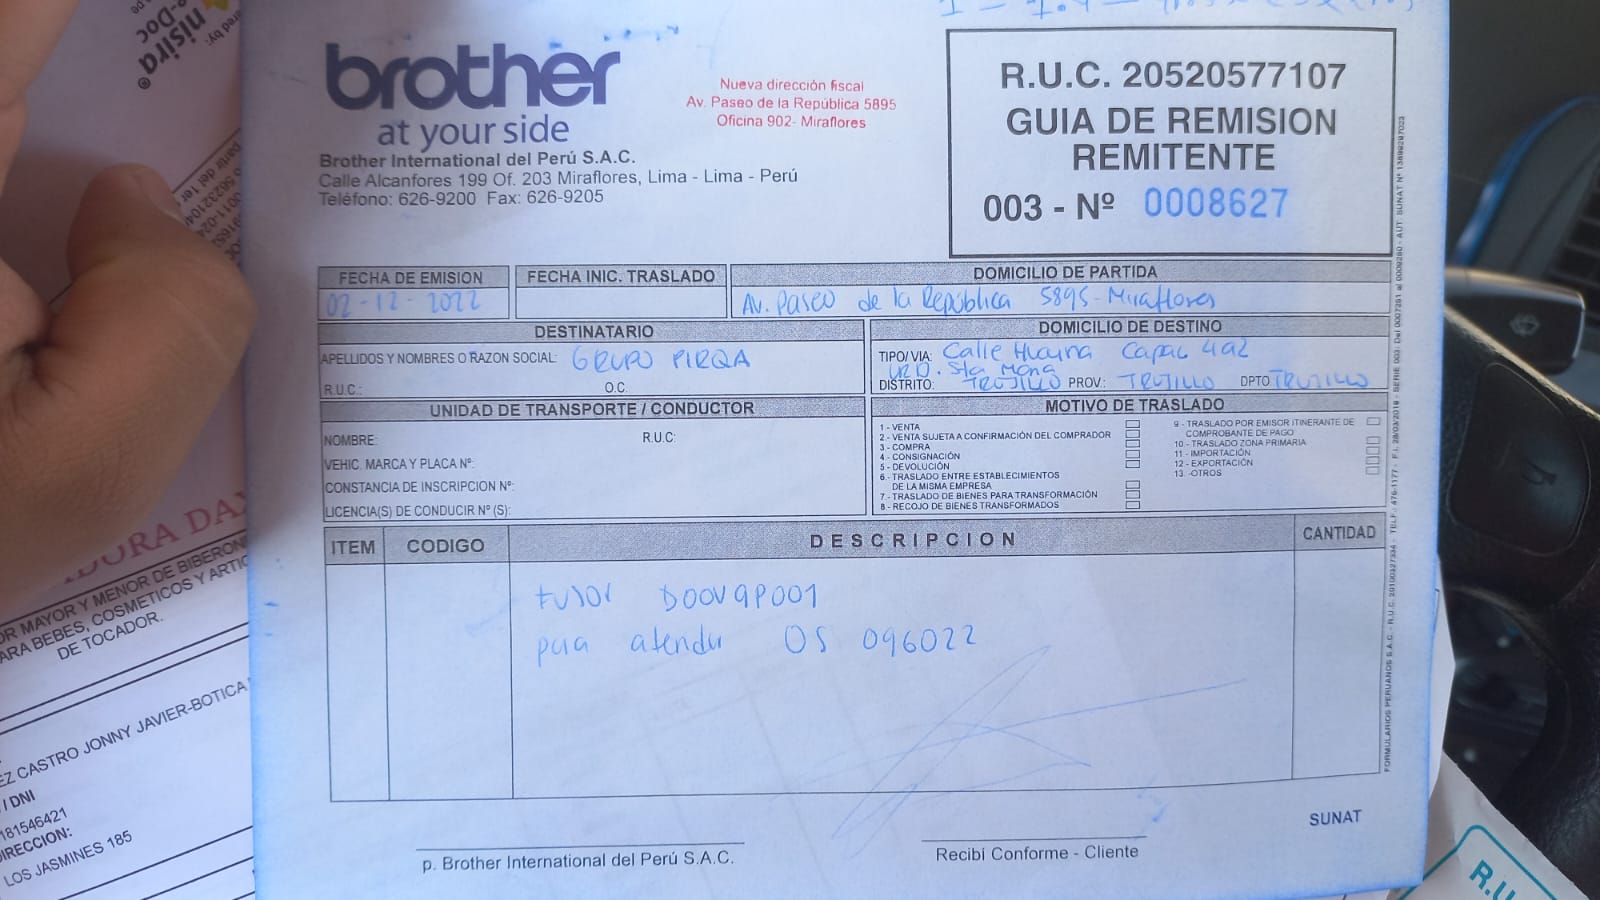 brother
at your side
Brother International del Perú S.A.C.
Calle Alcanfores 199 Of. 203 Miraflores, Lima - Lima - Perú
Teléfono: 626-9200 Fax: 626-9205
Nueva dirección fiscal
Av. Paseo de la República 5895
Oficina 902- Miraflores
R.U.C. 20520577107
GUIA DE REMISION
REMITENTE
003 - Nº 0008627
FECHA DE EMISION
02-12-2022
FECHA INIC. TRASLADO
DOMICILIO DE PARTIDA
Av. Paseo de la República 5895-Miraflores
DESTINATARIO
APELLIDOS Y NOMBRES O RAZON SOCIAL: GRUPO PIRQA
R.U.C.: O.C.
DOMICILIO DE DESTINO
TIPO/VIA: Calle Huayna Capac 492
URB. Sta Maria
DISTRITO: TRUJILLO PROV.: TRUJILLO DPTO TRUJILLO
UNIDAD DE TRANSPORTE / CONDUCTOR
NOMBRE: R.U.C:
VEHIC. MARCA Y PLACA Nº:
CONSTANCIA DE INSCRIPCION Nº:
LICENCIA(S) DE CONDUCIR Nº (S):
MOTIVO DE TRASLADO
1 - VENTA
2 - VENTA SUJETA A CONFIRMACIÓN DEL COMPRADOR
3 - COMPRA
4 - CONSIGNACIÓN
5 - DEVOLUCIÓN
6 - TRASLADO ENTRE ESTABLECIMIENTOS
DE LA MISMA EMPRESA
7 - TRASLADO DE BIENES PARA TRANSFORMACIÓN
8 - RECOJO DE BIENES TRANSFORMADOS
9 - TRASLADO POR EMISOR ITINERANTE DE
COMPROBANTE DE PAGO
10 - TRASLADO ZONA PRIMARIA
11 - IMPORTACIÓN
12 - EXPORTACIÓN
13 - OTROS
ITEM CODIGO DESCRIPCION CANTIDAD
fusor D00V9P001
para atender OS 096022
p. Brother International del Perú S.A.C.
Recibí Conforme - Cliente
SUNAT
OR MAYOR Y MENOR DE BIBERON
ARA BEBES, COSMETICOS Y ARTIC
DE TOCADOR.
EZ CASTRO JONNY JAVIER-BOTICA
/ DNI
181546421
DIRECCION:
LOS JASMINES 185
R.U